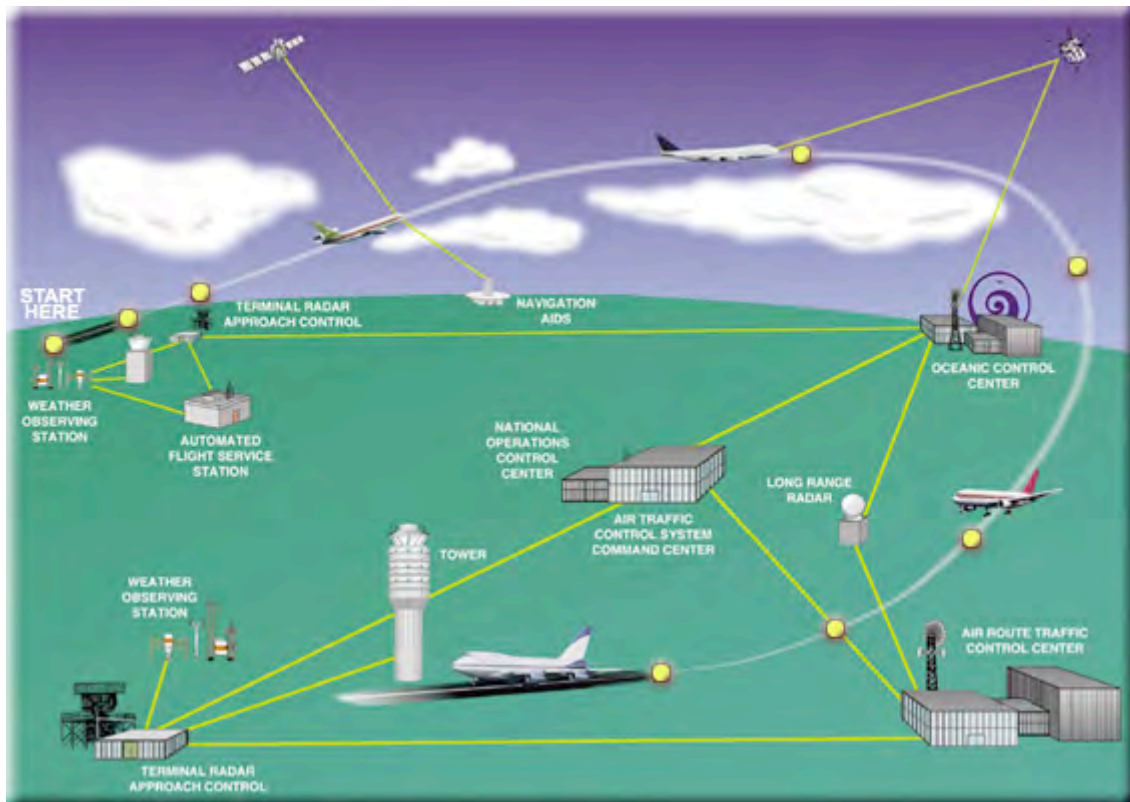 START
HERE
TERMINAL RADAR
APPROACH CONTROL
NAVIGATION
AIDS
OCEANIC CONTROL
CENTER
WEATHER
OBSERVING
STATION
AUTOMATED
FLIGHT SERVICE
STATION
NATIONAL
OPERATIONS
CONTROL
CENTER
LONG RANGE
RADAR
AIR TRAFFIC
CONTROL SYSTEM
COMMAND CENTER
TOWER
WEATHER
OBSERVING
STATION
AIR ROUTE TRAFFIC
CONTROL CENTER
TERMINAL RADAR
APPROACH CONTROL